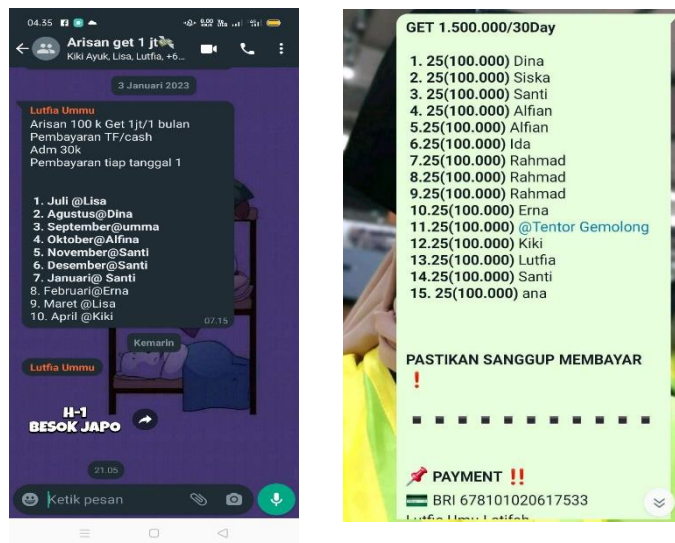 04.35
Arisan get 1 jt
Kiki Ayuk, Lisa, Lutfia, +6...
3 Januari 2023
Lutfia Ummu
Arisan 100 k Get 1jt/1 bulan
Pembayaran TF/cash
Adm 30k
Pembayaran tiap tanggal 1
1. Juli @Lisa
2. Agustus@Dina
3. September@umma
4. Oktober@Alfina
5. November@Santi
6. Desember@Santi
7. Januari@ Santi
8. Februari@Erna
9. Maret @Lisa
10. April @Kiki
07.15
Kemarin
Lutfia Ummu
H-1
BESOK JAPO
21.05
Ketik pesan
GET 1.500.000/30Day
1. 25(100.000) Dina
2. 25(100.000) Siska
3. 25(100.000) Santi
4. 25(100.000) Alfian
5.25(100.000) Alfian
6.25(100.000) Ida
7.25(100.000) Rahmad
8.25(100.000) Rahmad
9.25(100.000) Rahmad
10.25(100.000) Erna
11.25(100.000) @Tentor Gemolong
12.25(100.000) Kiki
13.25(100.000) Lutfia
14.25(100.000) Santi
15. 25(100.000) ana
PASTIKAN SANGGUP MEMBAYAR
❗
PAYMENT ‼
BRI 678101020617533
Lutfia Umu Latifah